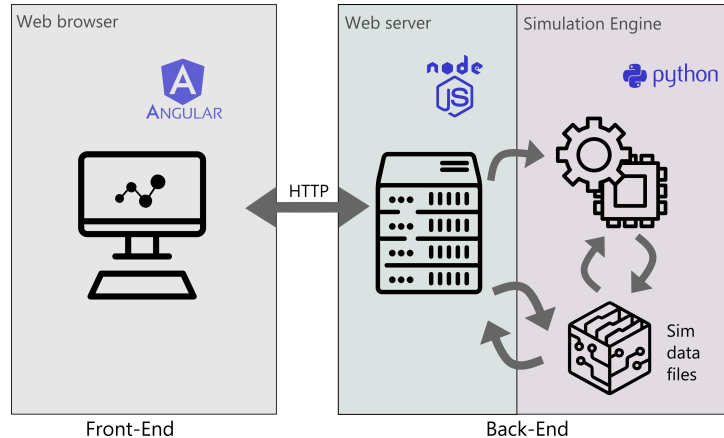 Web browser
A
ANGULAR
HTTP
Web server
node
JS
Simulation Engine
python
Sim
data
files
Front-End
Back-End